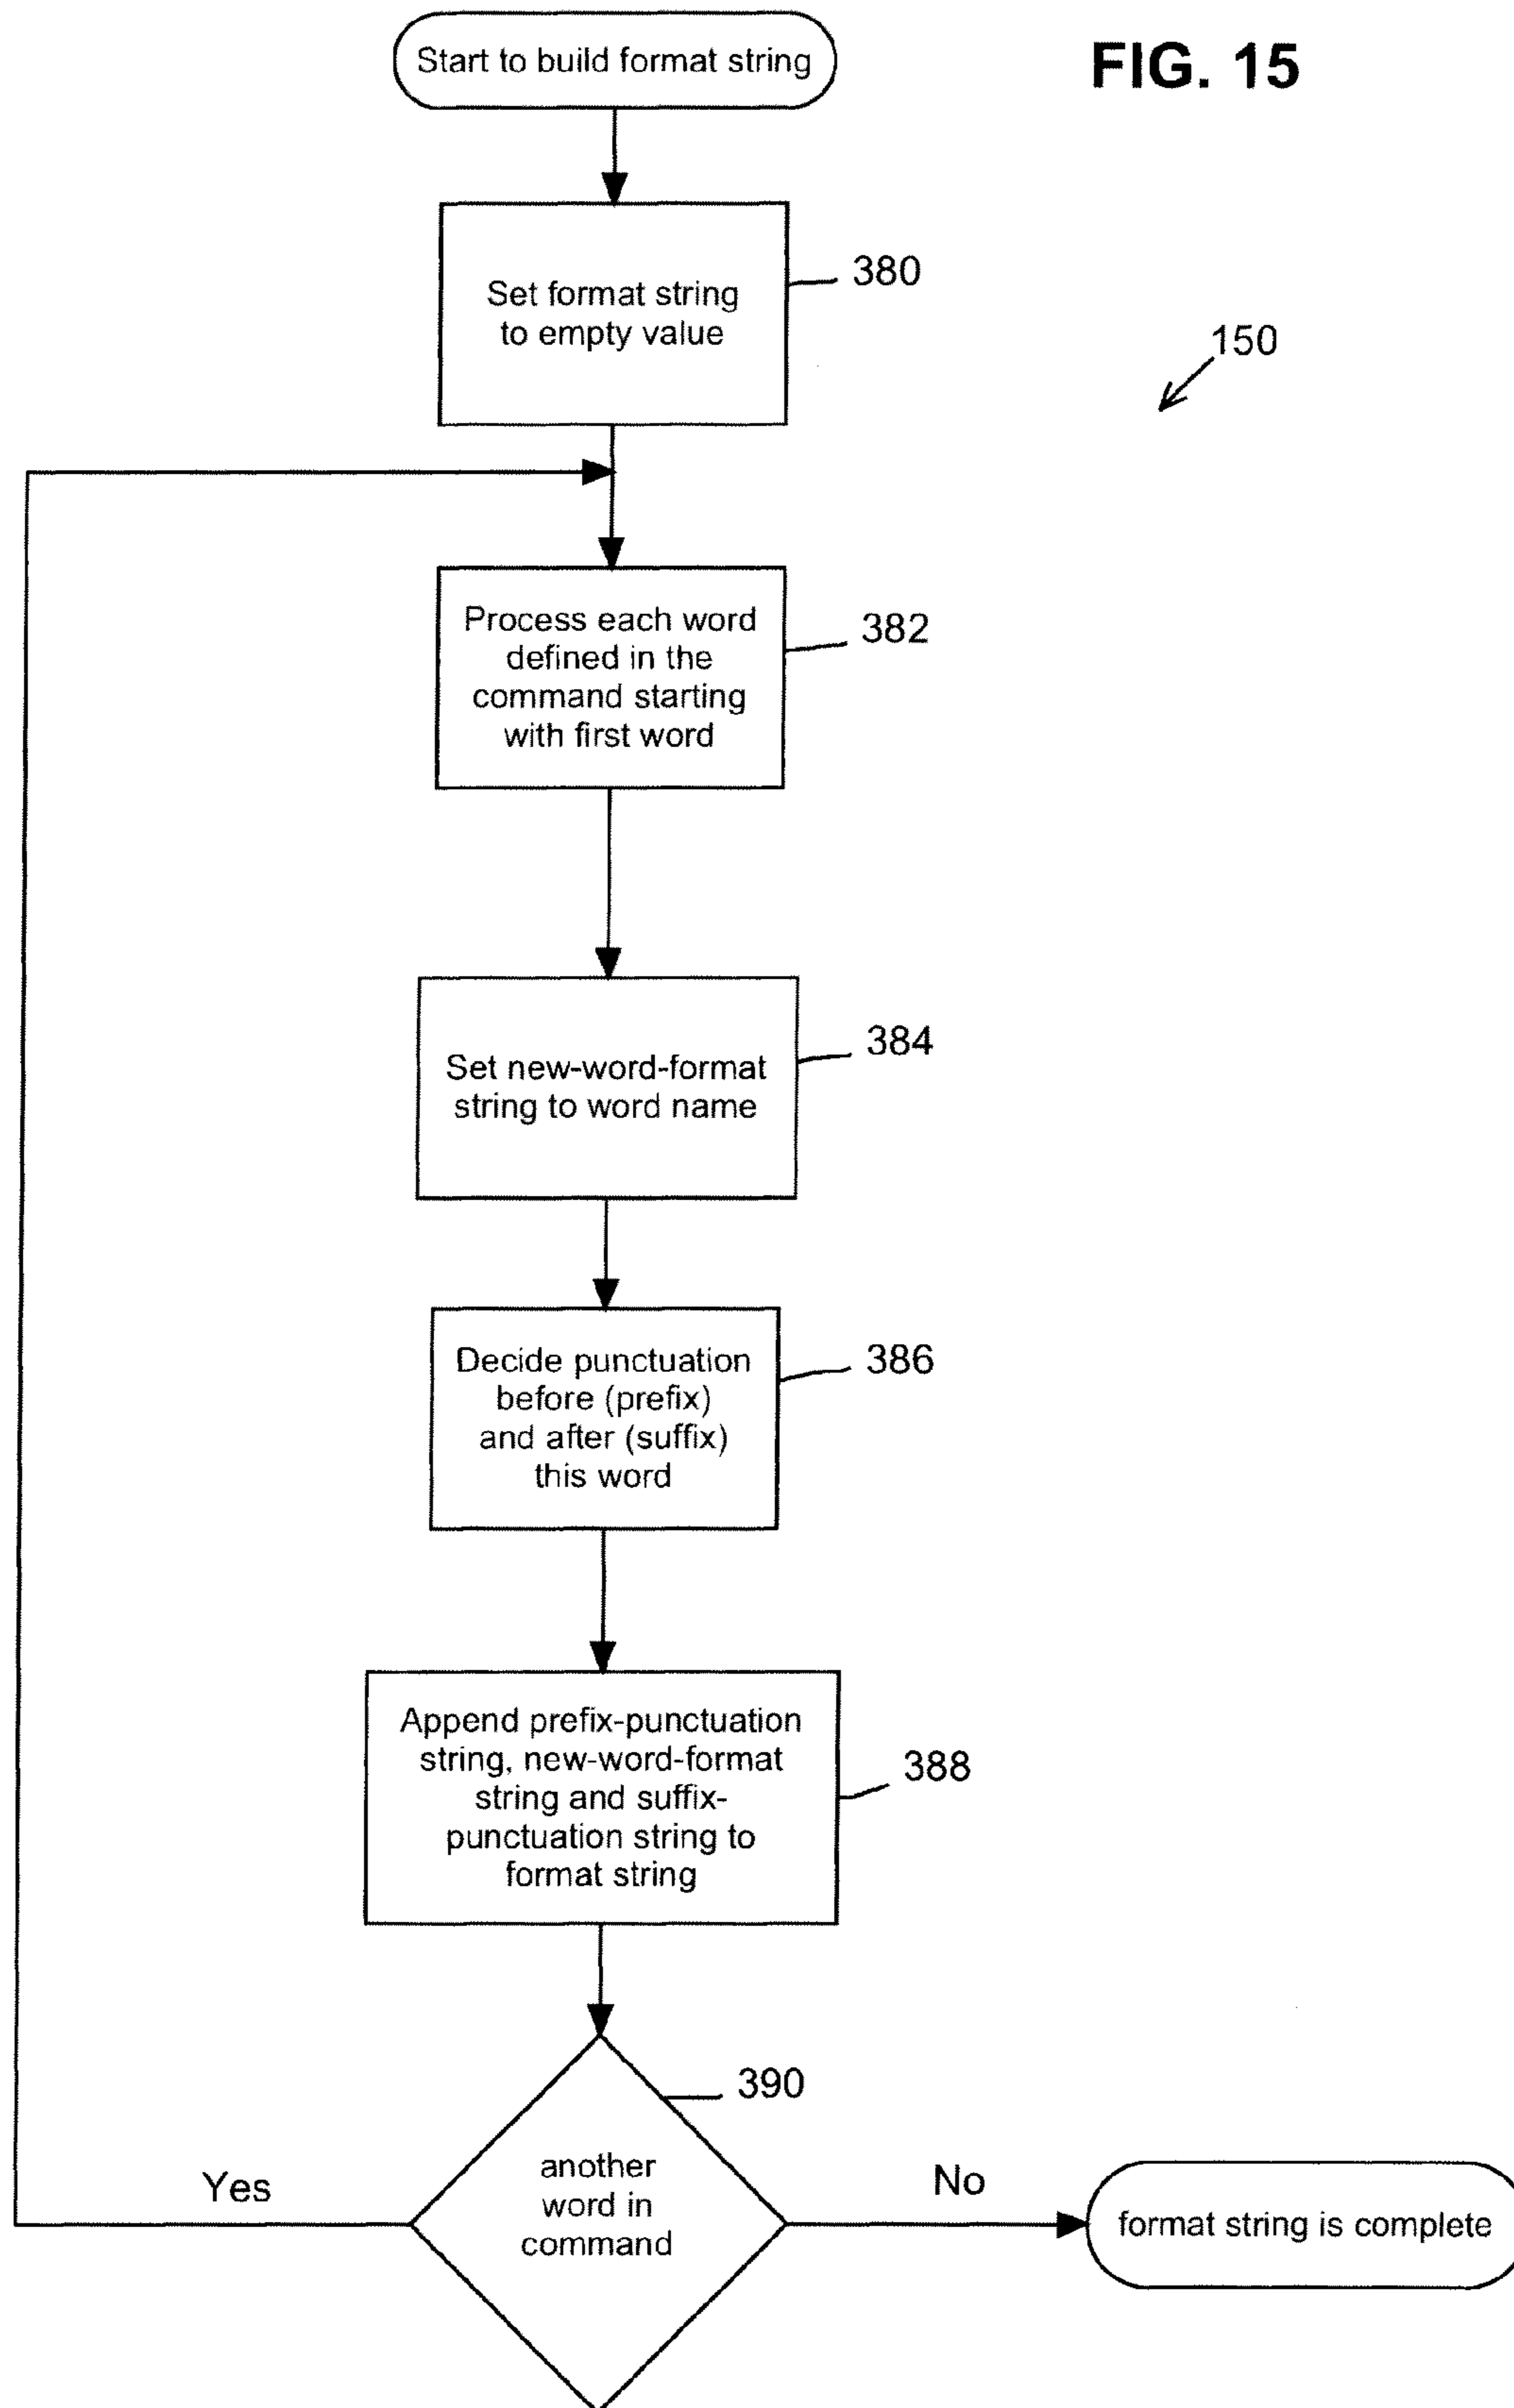 Start to build format string
FIG. 15
Set format string
to empty value
380
150
Process each word
defined in the
command starting
with first word
382
Set new-word-format
string to word name
384
Decide punctuation
before (prefix)
and after (suffix)
this word
386
Append prefix-punctuation
string, new-word-format
string and suffix-
punctuation string to
format string
388
390
another
word in
command
Yes
No
format string is complete